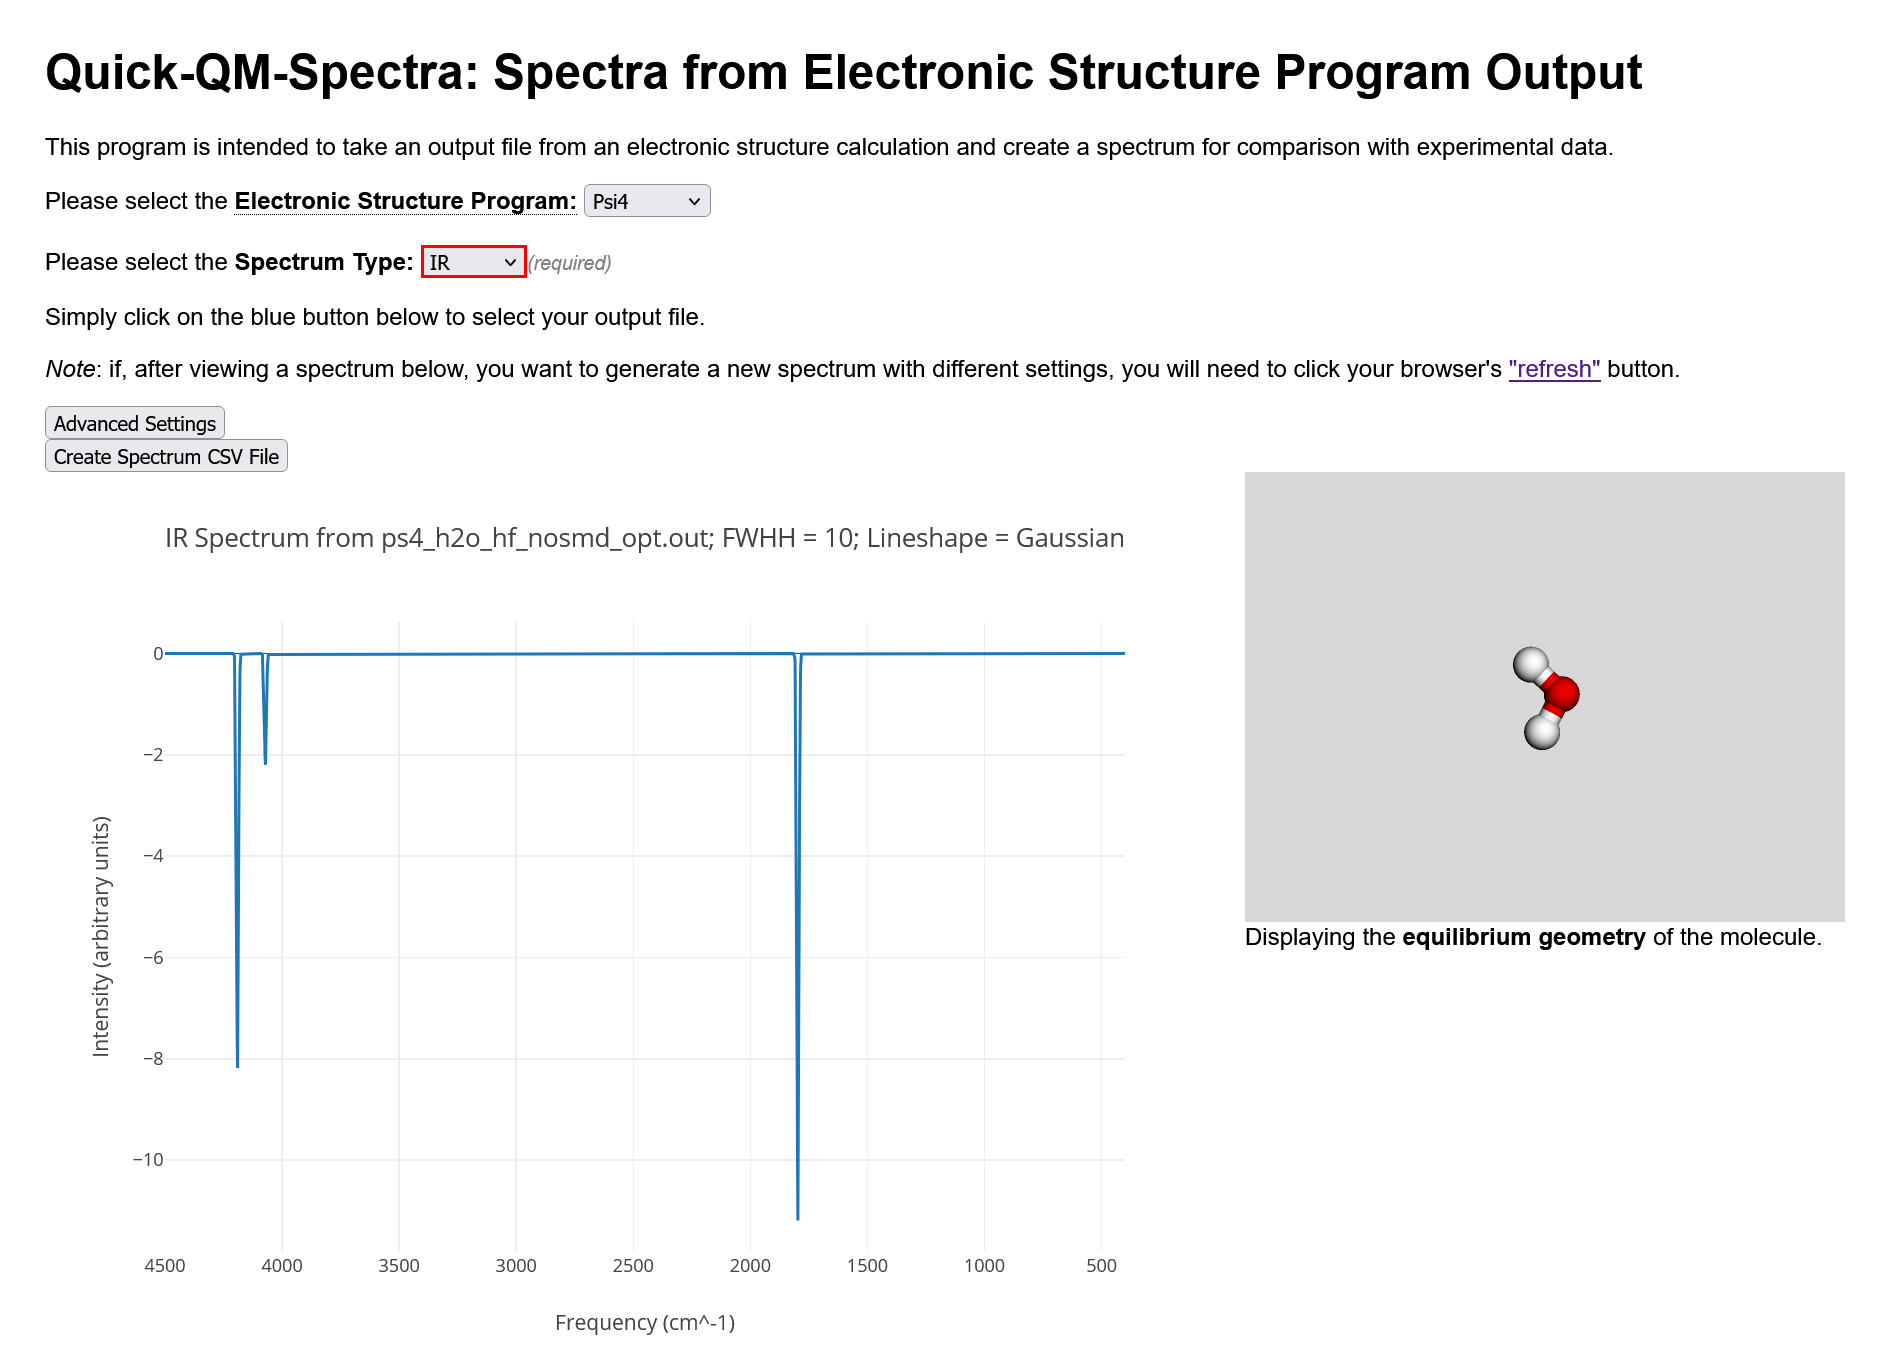 Quick-QM-Spectra: Spectra from Electronic Structure Program Output
This program is intended to take an output file from an electronic structure calculation and create a spectrum for comparison with experimental data.
Please select the Electronic Structure Program: Psi4
Please select the Spectrum Type: IR (required)
Simply click on the blue button below to select your output file.
Note: if, after viewing a spectrum below, you want to generate a new spectrum with different settings, you will need to click your browser's "refresh" button.
Advanced Settings
Create Spectrum CSV File
IR Spectrum from ps4_h2o_hf_nosmd_opt.out; FWHH = 10; Lineshape = Gaussian
0
−2
−4
−6
−8
−10
Intensity (arbitrary units)
4500 4000 3500 3000 2500 2000 1500 1000 500
Frequency (cm^-1)
Displaying the equilibrium geometry of the molecule.